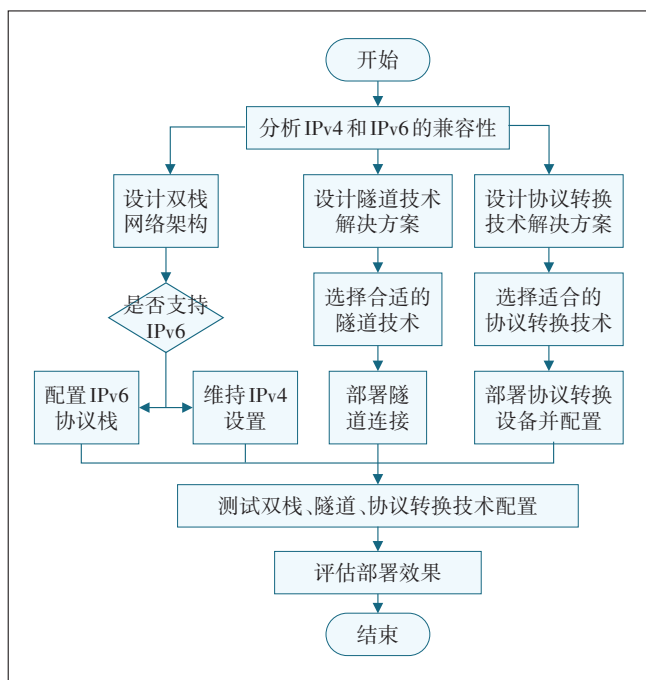 开始
分析IPv4和IPv6的兼容性
设计双栈
网络架构
设计隧道技术
解决方案
设计协议转换
技术解决方案
是否支持
IPv6
选择合适的
隧道技术
选择适合的
协议转换技术
配置IPv6
协议栈
维持IPv4
设置
部署隧
道连接
部署协议转换
设备并配置
测试双栈、隧道、协议转换技术配置
评估部署效果
结束